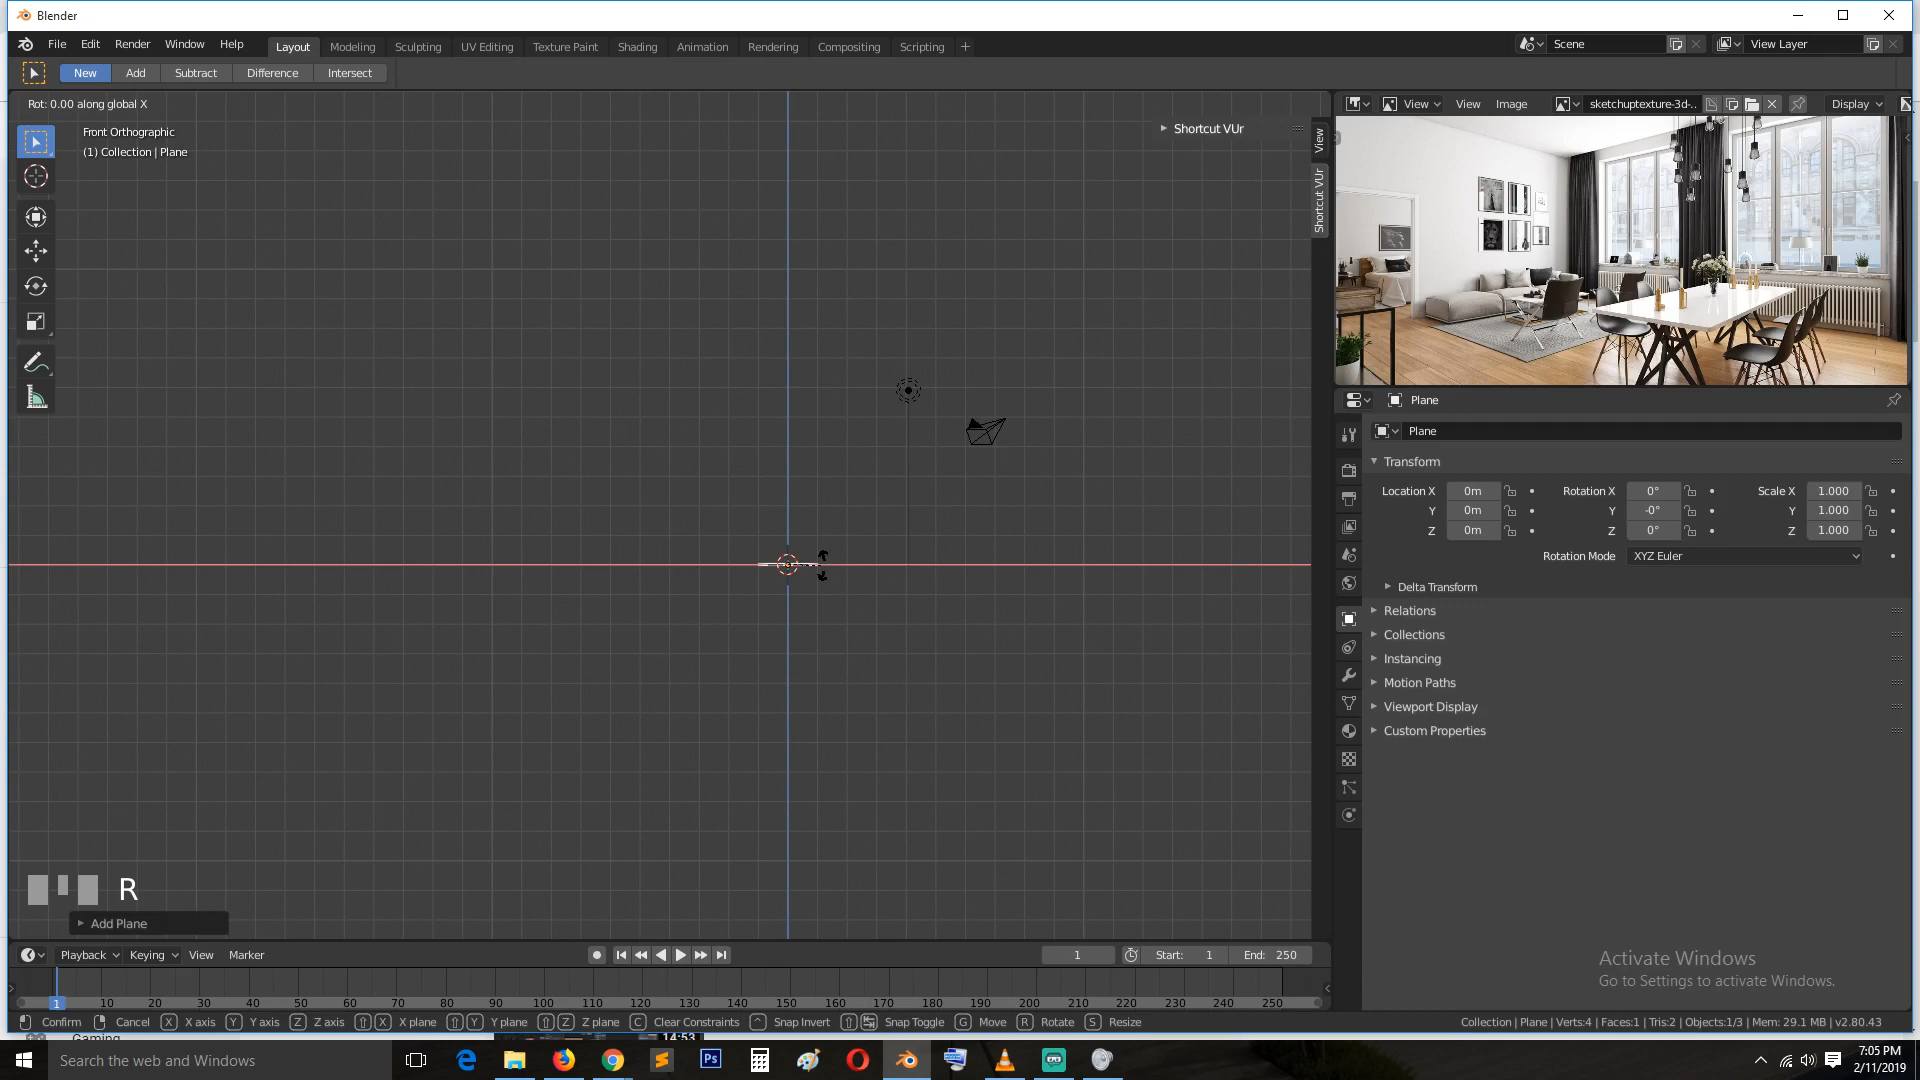 Blender
File Edit Render Window Help Layout Modeling Sculpting UV Editing Texture Paint Shading Animation Rendering Compositing Scripting + Scene View Layer
New Add Subtract Difference Intersect
Rot: 0.00 along global X
View View Image sketchuptexture-3d-.. Display
Front Orthographic
(1) Collection | Plane
Shortcut VUr
View
Shortcut VUr
Plane
Plane
Transform
Location X 0m Rotation X 0° Scale X 1.000
Y 0m Y -0° Y 1.000
Z 0m Z 0° Z 1.000
Rotation Mode XYZ Euler
Delta Transform
Relations
Collections
Instancing
Motion Paths
Viewport Display
Custom Properties
R
Add Plane
Playback Keying View Marker 1 Start: 1 End: 250
1 10 20 30 40 50 60 70 80 90 100 110 120 130 140 150 160 170 180 190 200 210 220 230 240 250
Activate Windows
Go to Settings to activate Windows.
Confirm Cancel X X axis Y Y axis Z Z axis X X plane Y Y plane Z Z plane C Clear Constraints ^ Snap Invert Snap Toggle G Move R Rotate S Resize Collection | Plane | Verts:4 | Faces:1 | Tris:2 | Objects:1/3 | Mem: 29.1 MB | v2.80.43
Gaming 14:53
Search the web and Windows
Ps
7:05 PM
2/11/2019